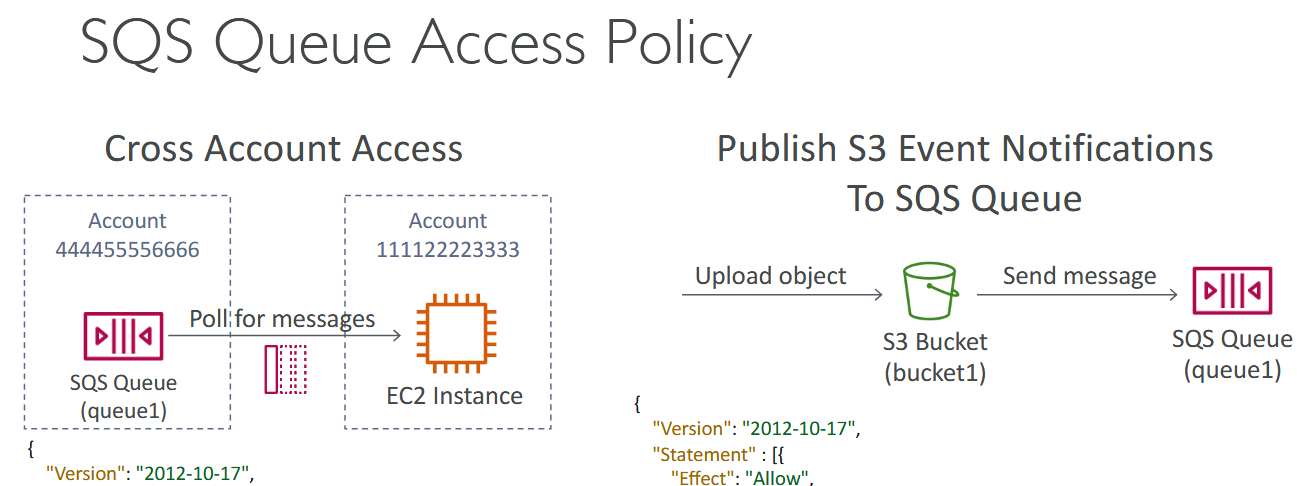 SQS Queue Access Policy
Cross Account Access
Account
444455556666
Account
111122223333
Poll for messages
SQS Queue
(queue1)
EC2 Instance
{
"Version": "2012-10-17",
Publish S3 Event Notifications
To SQS Queue
Upload object
Send message
S3 Bucket
(bucket1)
SQS Queue
(queue1)
{
"Version": "2012-10-17",
"Statement" : [{
"Effect": "Allow",